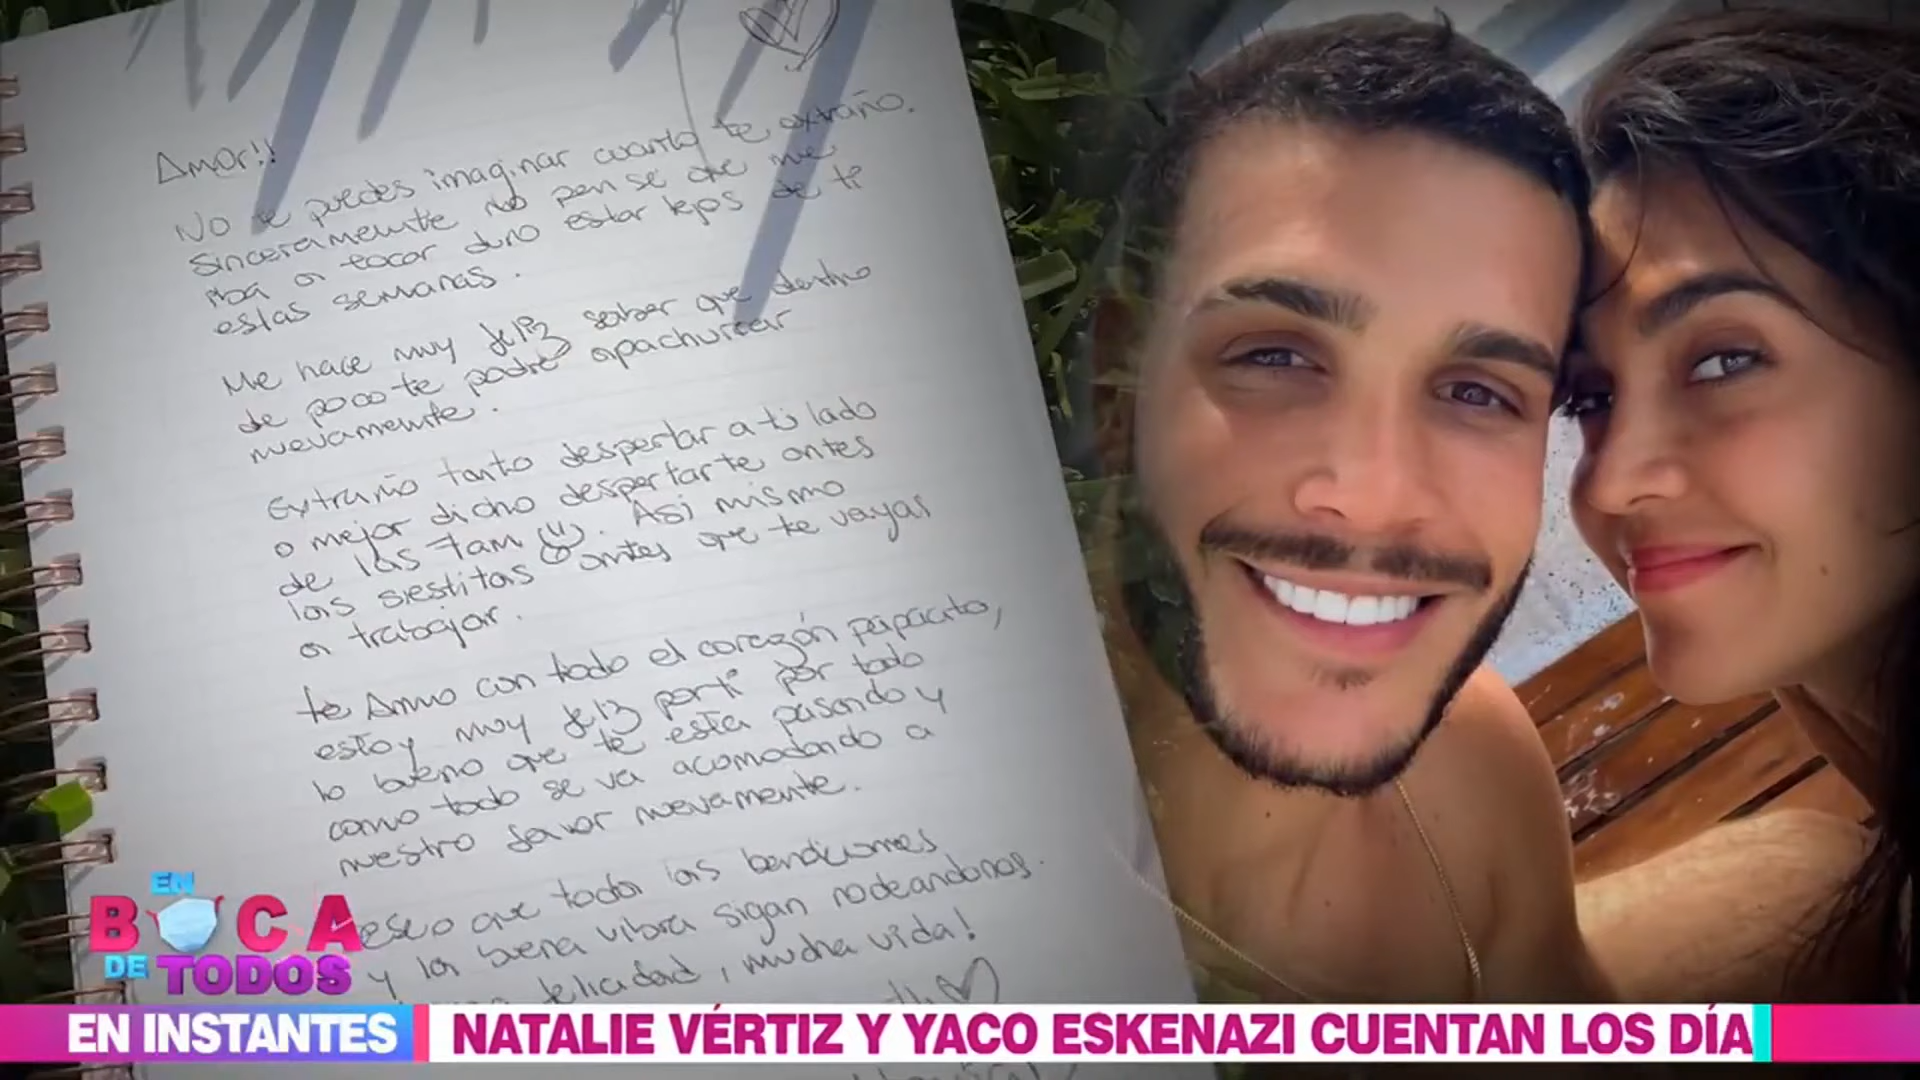 Amor!!
No te puedes imaginar cuanto te extraño.
Sinceramente no pensé que me
iba a tocar duro estar lejos de ti
estas semanas.
Me hace muy feliz saber que dentro
de poco te podré apachurrar
nuevamente.
Extraño tanto despertar a tú lado
o mejor dicho despertarte antes
de las 7am. Asi mismo
las siestitas antes que te vayas
a trabajar.
te Amo con todo el corazón papacito,
estoy muy feliz por ti por todo
lo bueno que te esta pasando y
como todo se va acomodando a
nuestro favor nuevamente.
eseo que todas las bendiciones
y la buena vibra sigan rodeandonos.
felicidad, mucha vida!
EN
BOCA
DE TODOS
EN INSTANTES
NATALIE VÉRTIZ Y YACO ESKENAZI CUENTAN LOS DÍA